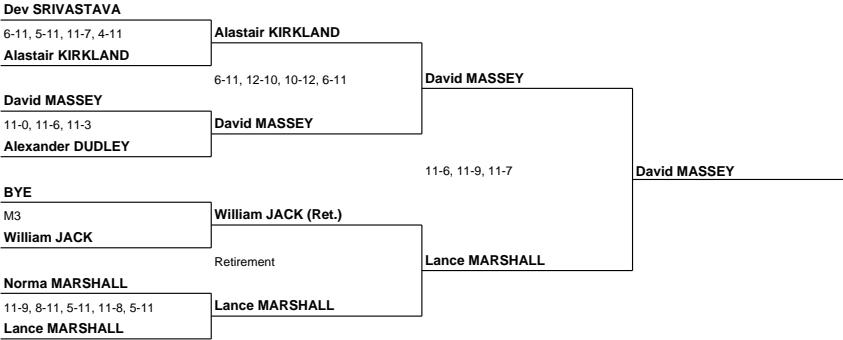 Dev SRIVASTAVA
6-11, 5-11, 11-7, 4-11
Alastair KIRKLAND
Alastair KIRKLAND
6-11, 12-10, 10-12, 6-11
David MASSEY
David MASSEY
11-0, 11-6, 11-3
David MASSEY
Alexander DUDLEY
11-6, 11-9, 11-7
David MASSEY
BYE
M3
William JACK (Ret.)
William JACK
Retirement
Lance MARSHALL
Norma MARSHALL
11-9, 8-11, 5-11, 11-8, 5-11
Lance MARSHALL
Lance MARSHALL